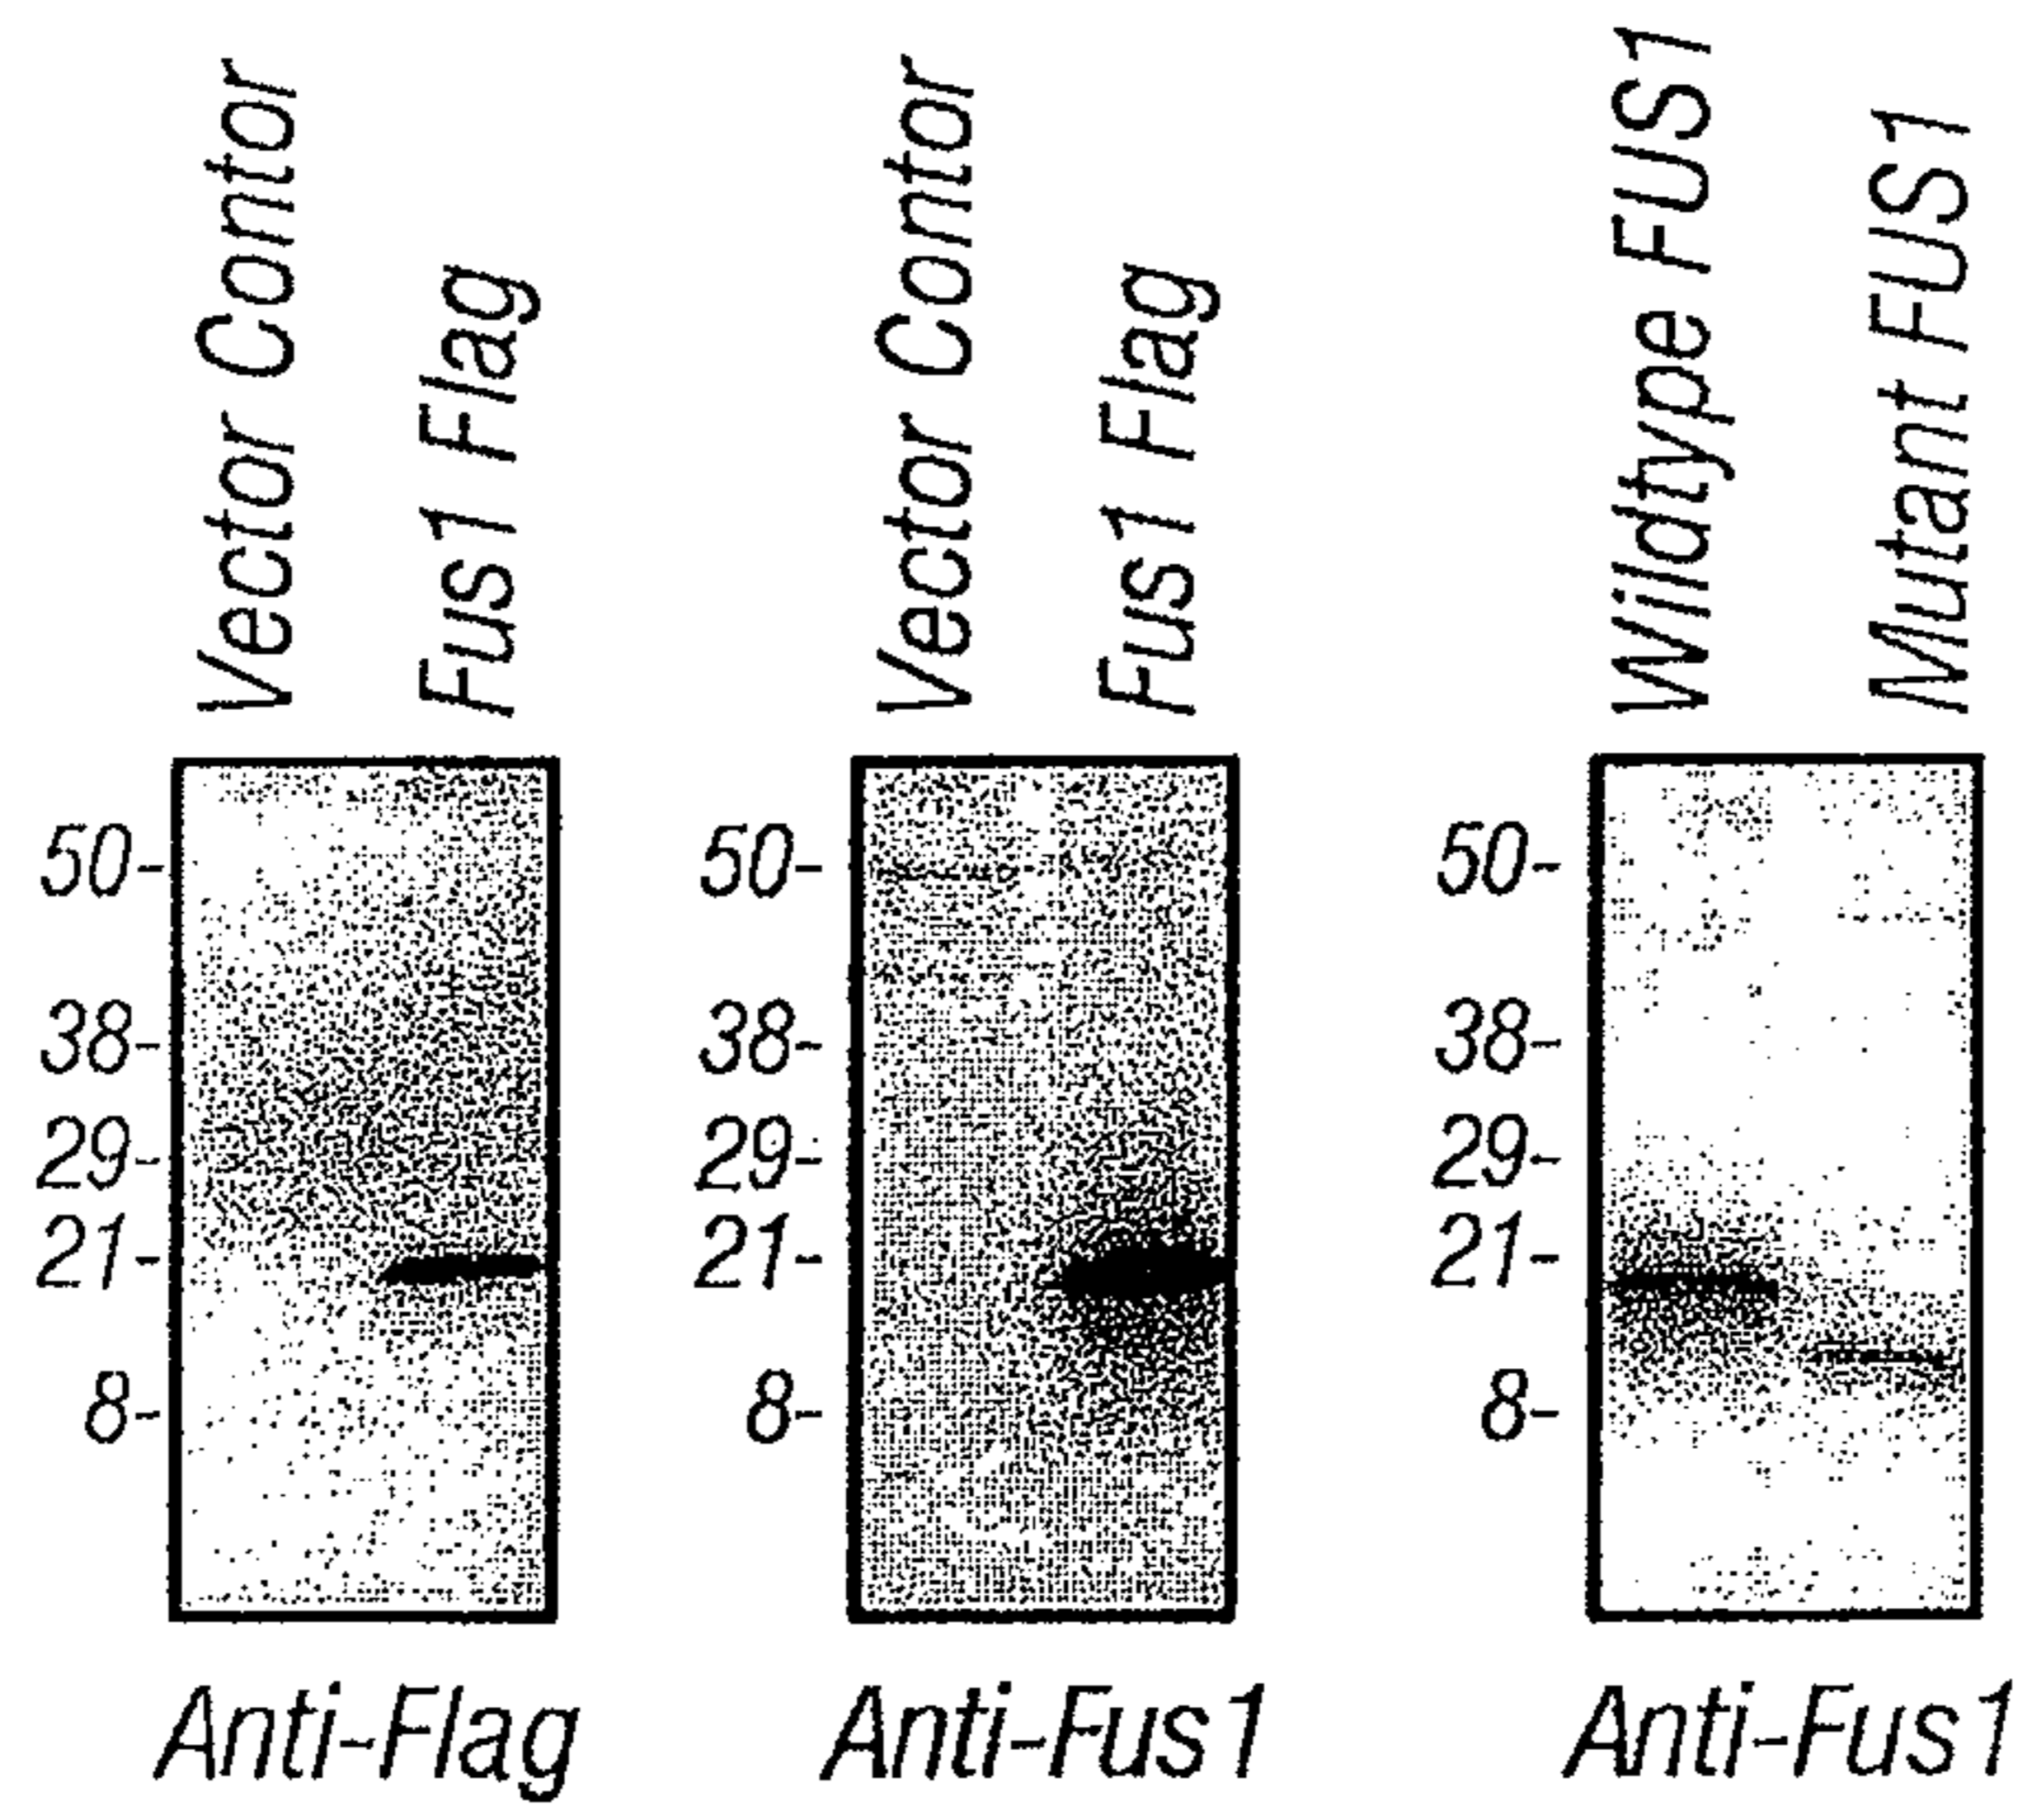 Vector Contor
Fus1 Flag
50-
38-
29-
21-
8-
Anti-Flag
Vector Contor
Fus1 Flag
50-
38-
29-
21-
8-
Anti-Fus1
Wildtype FUS1
Mutant FUS1
50-
38-
29-
21-
8-
Anti-Fus1